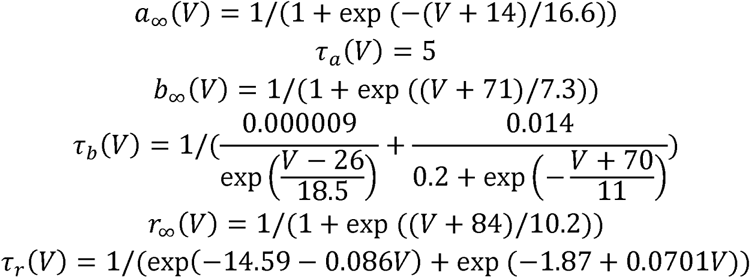 a∞(V) = 1/(1 + exp (−(V + 14)/16.6))
τa(V) = 5
b∞(V) = 1/(1 + exp ((V + 71)/7.3))
τb(V) = 1/(0.000009/exp((V − 26)/18.5) + 0.014/(0.2 + exp(−(V + 70)/11)))
r∞(V) = 1/(1 + exp ((V + 84)/10.2))
τr(V) = 1/(exp(−14.59 − 0.086V) + exp (−1.87 + 0.0701V))